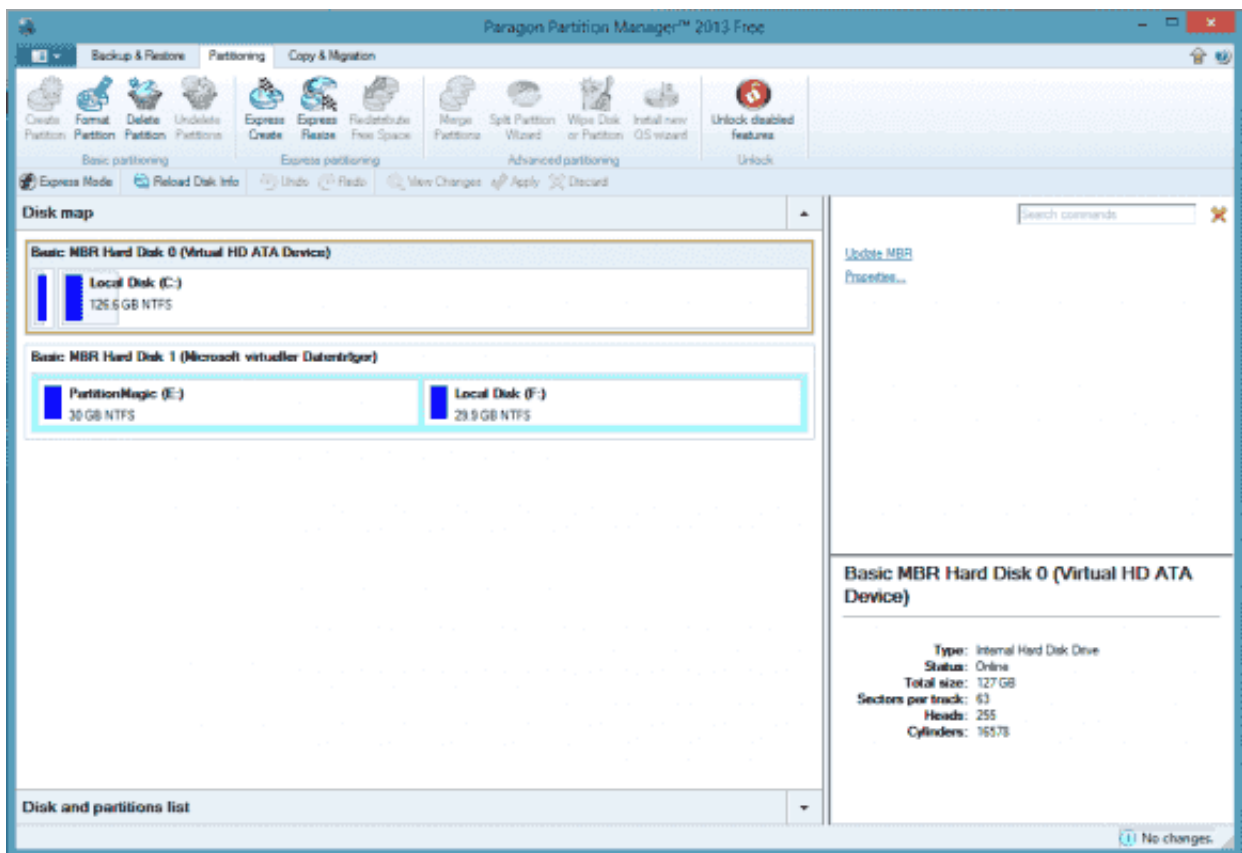 Paragon Partition Manager™ 2013 Free
Backup & Restore Partitioning Copy & Migration
Create Partition Format Partition Delete Partition Undelete Partitions Express Create Express Resize Redistribute Free Space Merge Partitions Split Partition Wizard Wipe Disk or Partition Install new OS wizard Unlock disabled features
Basic partitioning Express partitioning Advanced partitioning Unlock
Express Mode Reload Disk Info Undo Redo View Changes Apply Discard
Disk map
Search commands
Basic MBR Hard Disk 0 (Virtual HD ATA Device)
Local Disk (C:)
126.6 GB NTFS
Update MBR
Properties...
Basic MBR Hard Disk 1 (Microsoft virtueller Datenträger)
PartitionMagic (E:)
30 GB NTFS
Local Disk (F:)
29.9 GB NTFS
Basic MBR Hard Disk 0 (Virtual HD ATA
Device)
Type: Internal Hard Disk Drive
Status: Online
Total size: 127 GB
Sectors per track: 63
Heads: 255
Cylinders: 16578
Disk and partitions list
No changes.